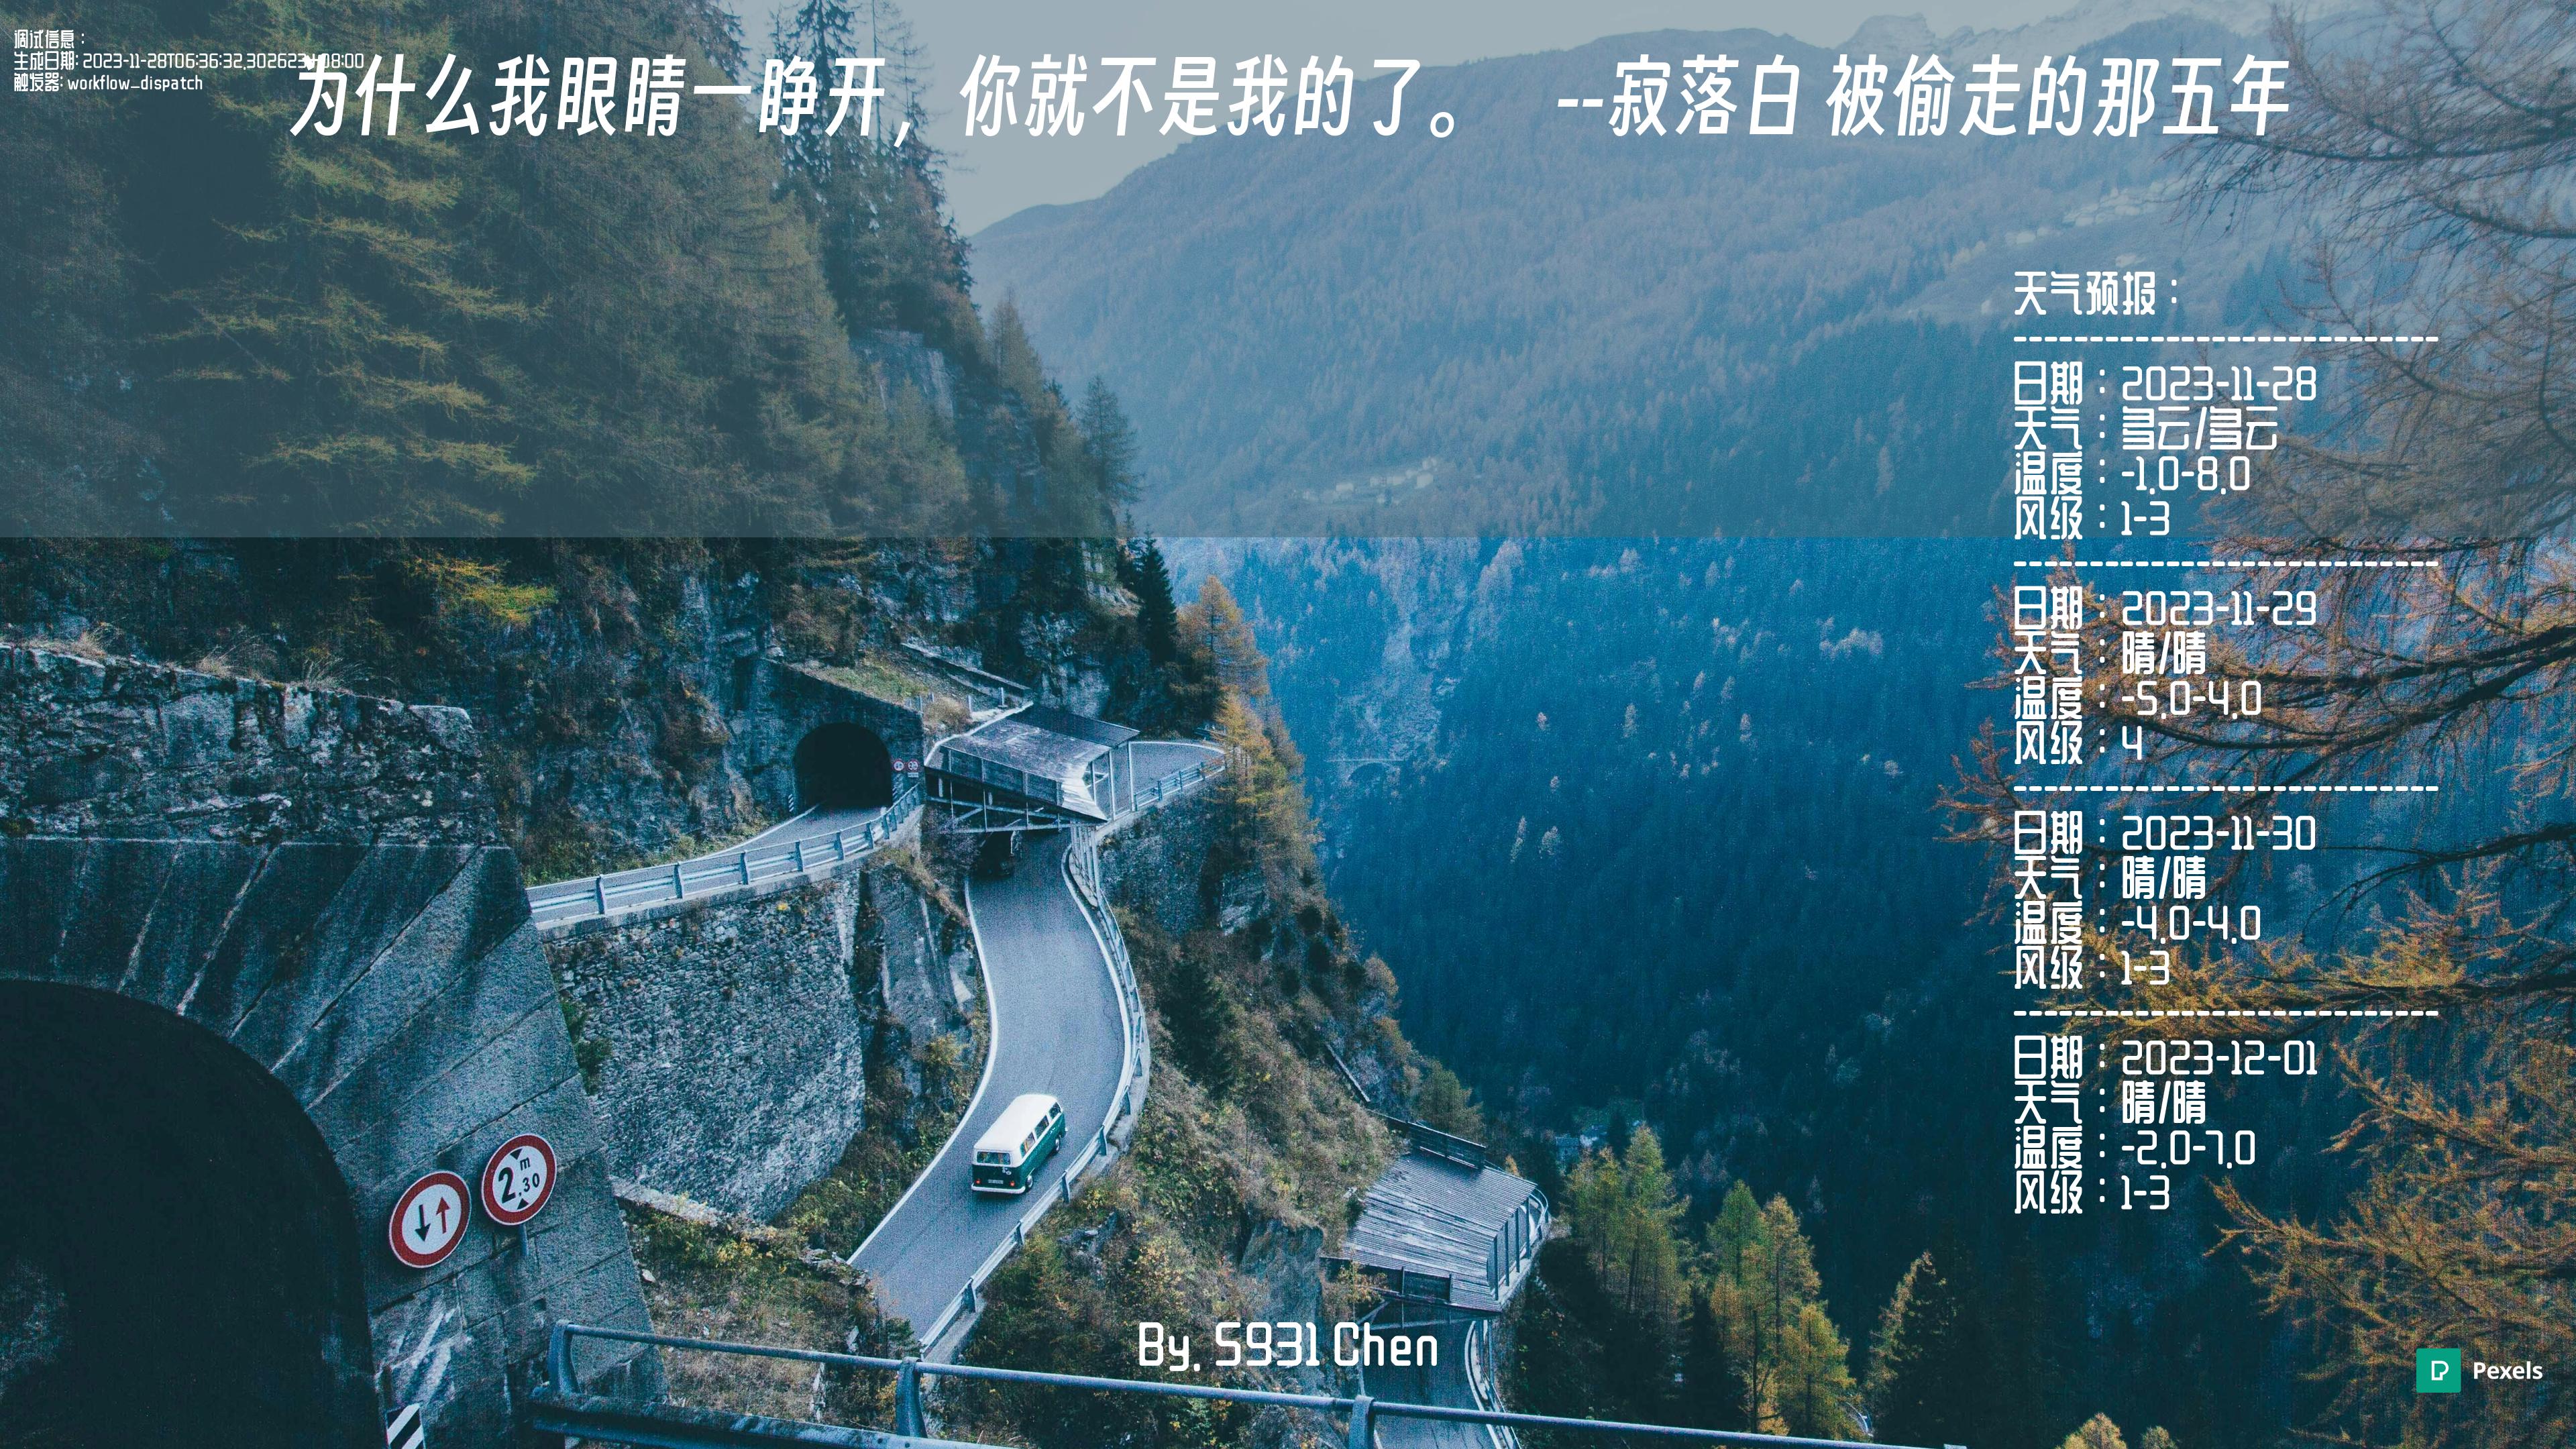 调试信息：
生成日期: 2023-11-28T06:36:32.302623+08:00
触发器: workflow_dispatch
为什么我眼睛一睁开，你就不是我的了。 --寂落白 被偷走的那五年
天气预报：
----------------------------
日期：2023-11-28
天气：多云/多云
温度：-1.0-8.0
风级：1-3
----------------------------
日期：2023-11-29
天气：晴/晴
温度：-5.0-4.0
风级：4
----------------------------
日期：2023-11-30
天气：晴/晴
温度：-4.0-4.0
风级：1-3
----------------------------
日期：2023-12-01
天气：晴/晴
温度：-2.0-7.0
风级：1-3
2.30
m
By. S931 Chen
Pexels